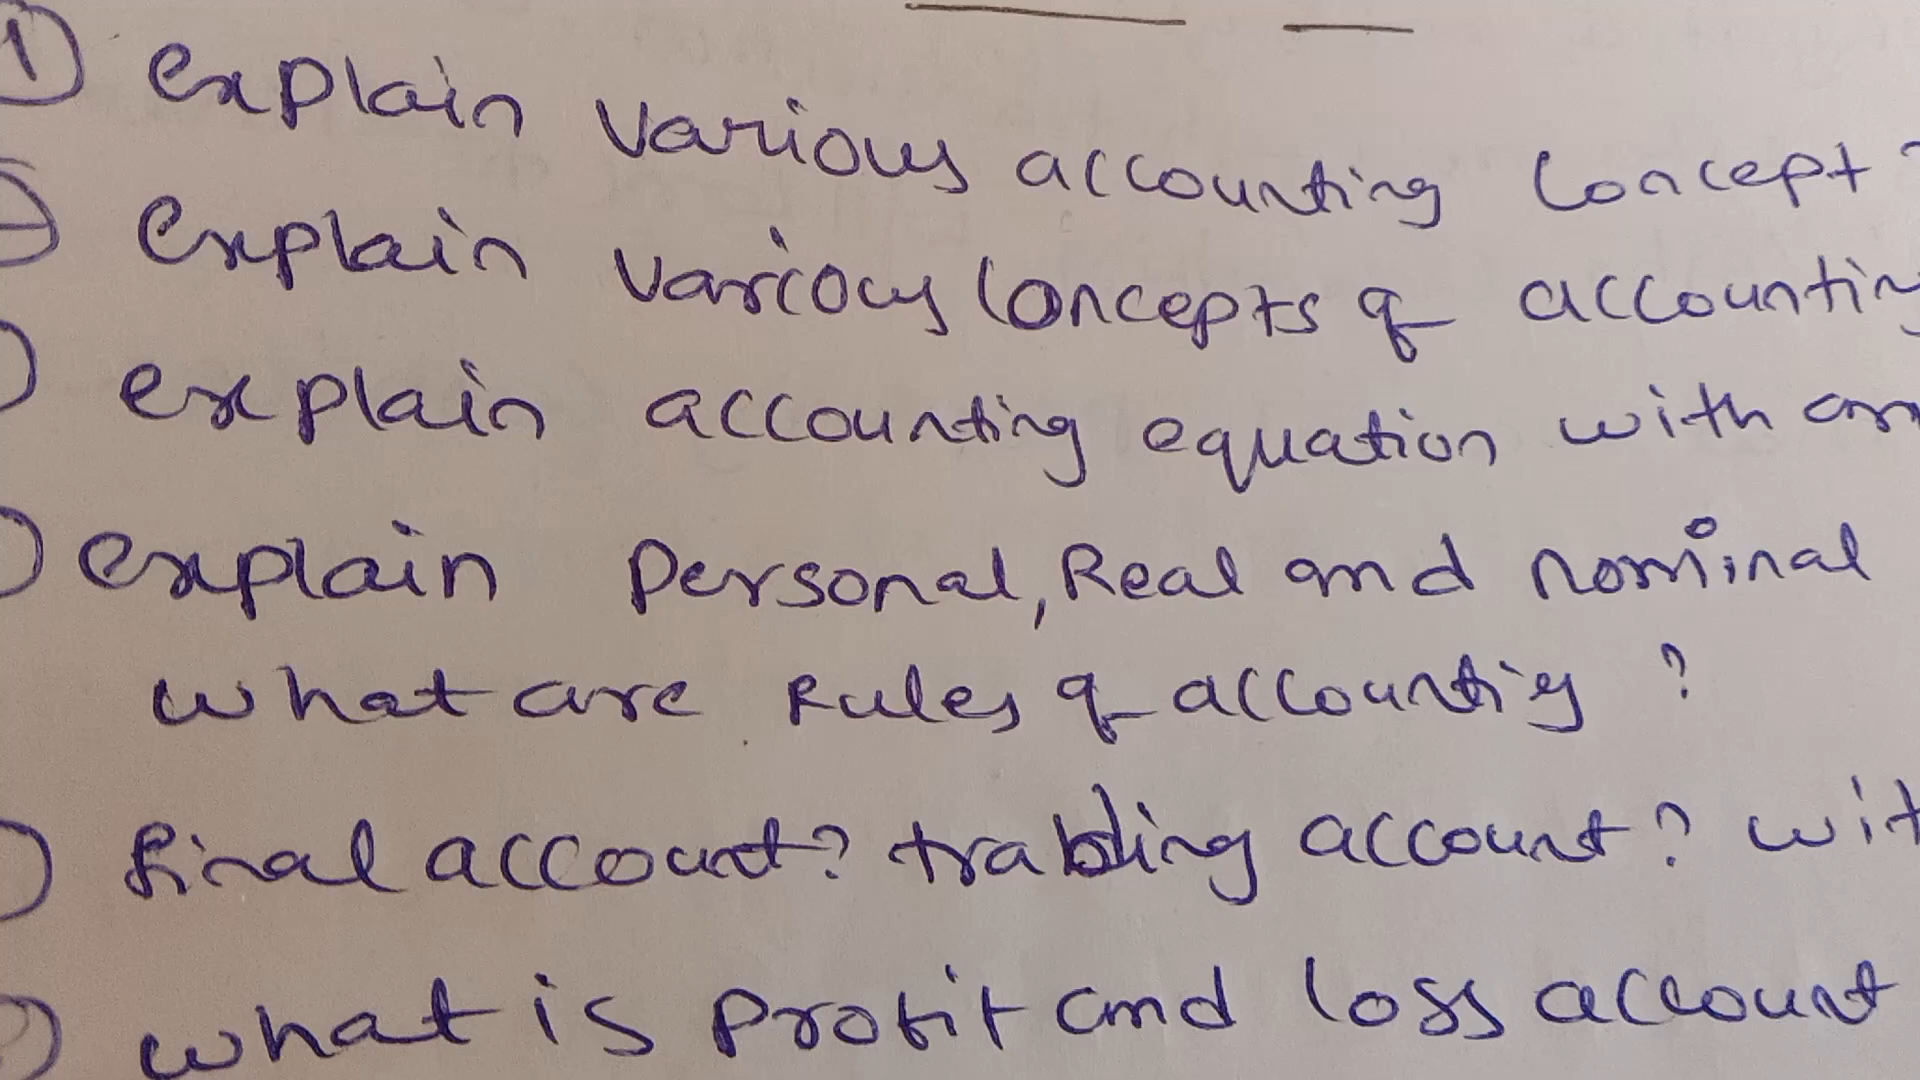 1 explain various accounting concept?
explain various concepts of accounting
explain accounting equation with
explain Personal, Real and nominal
what are Rules of accountig ?
final account? trading account? wit
what is Profit and loss account